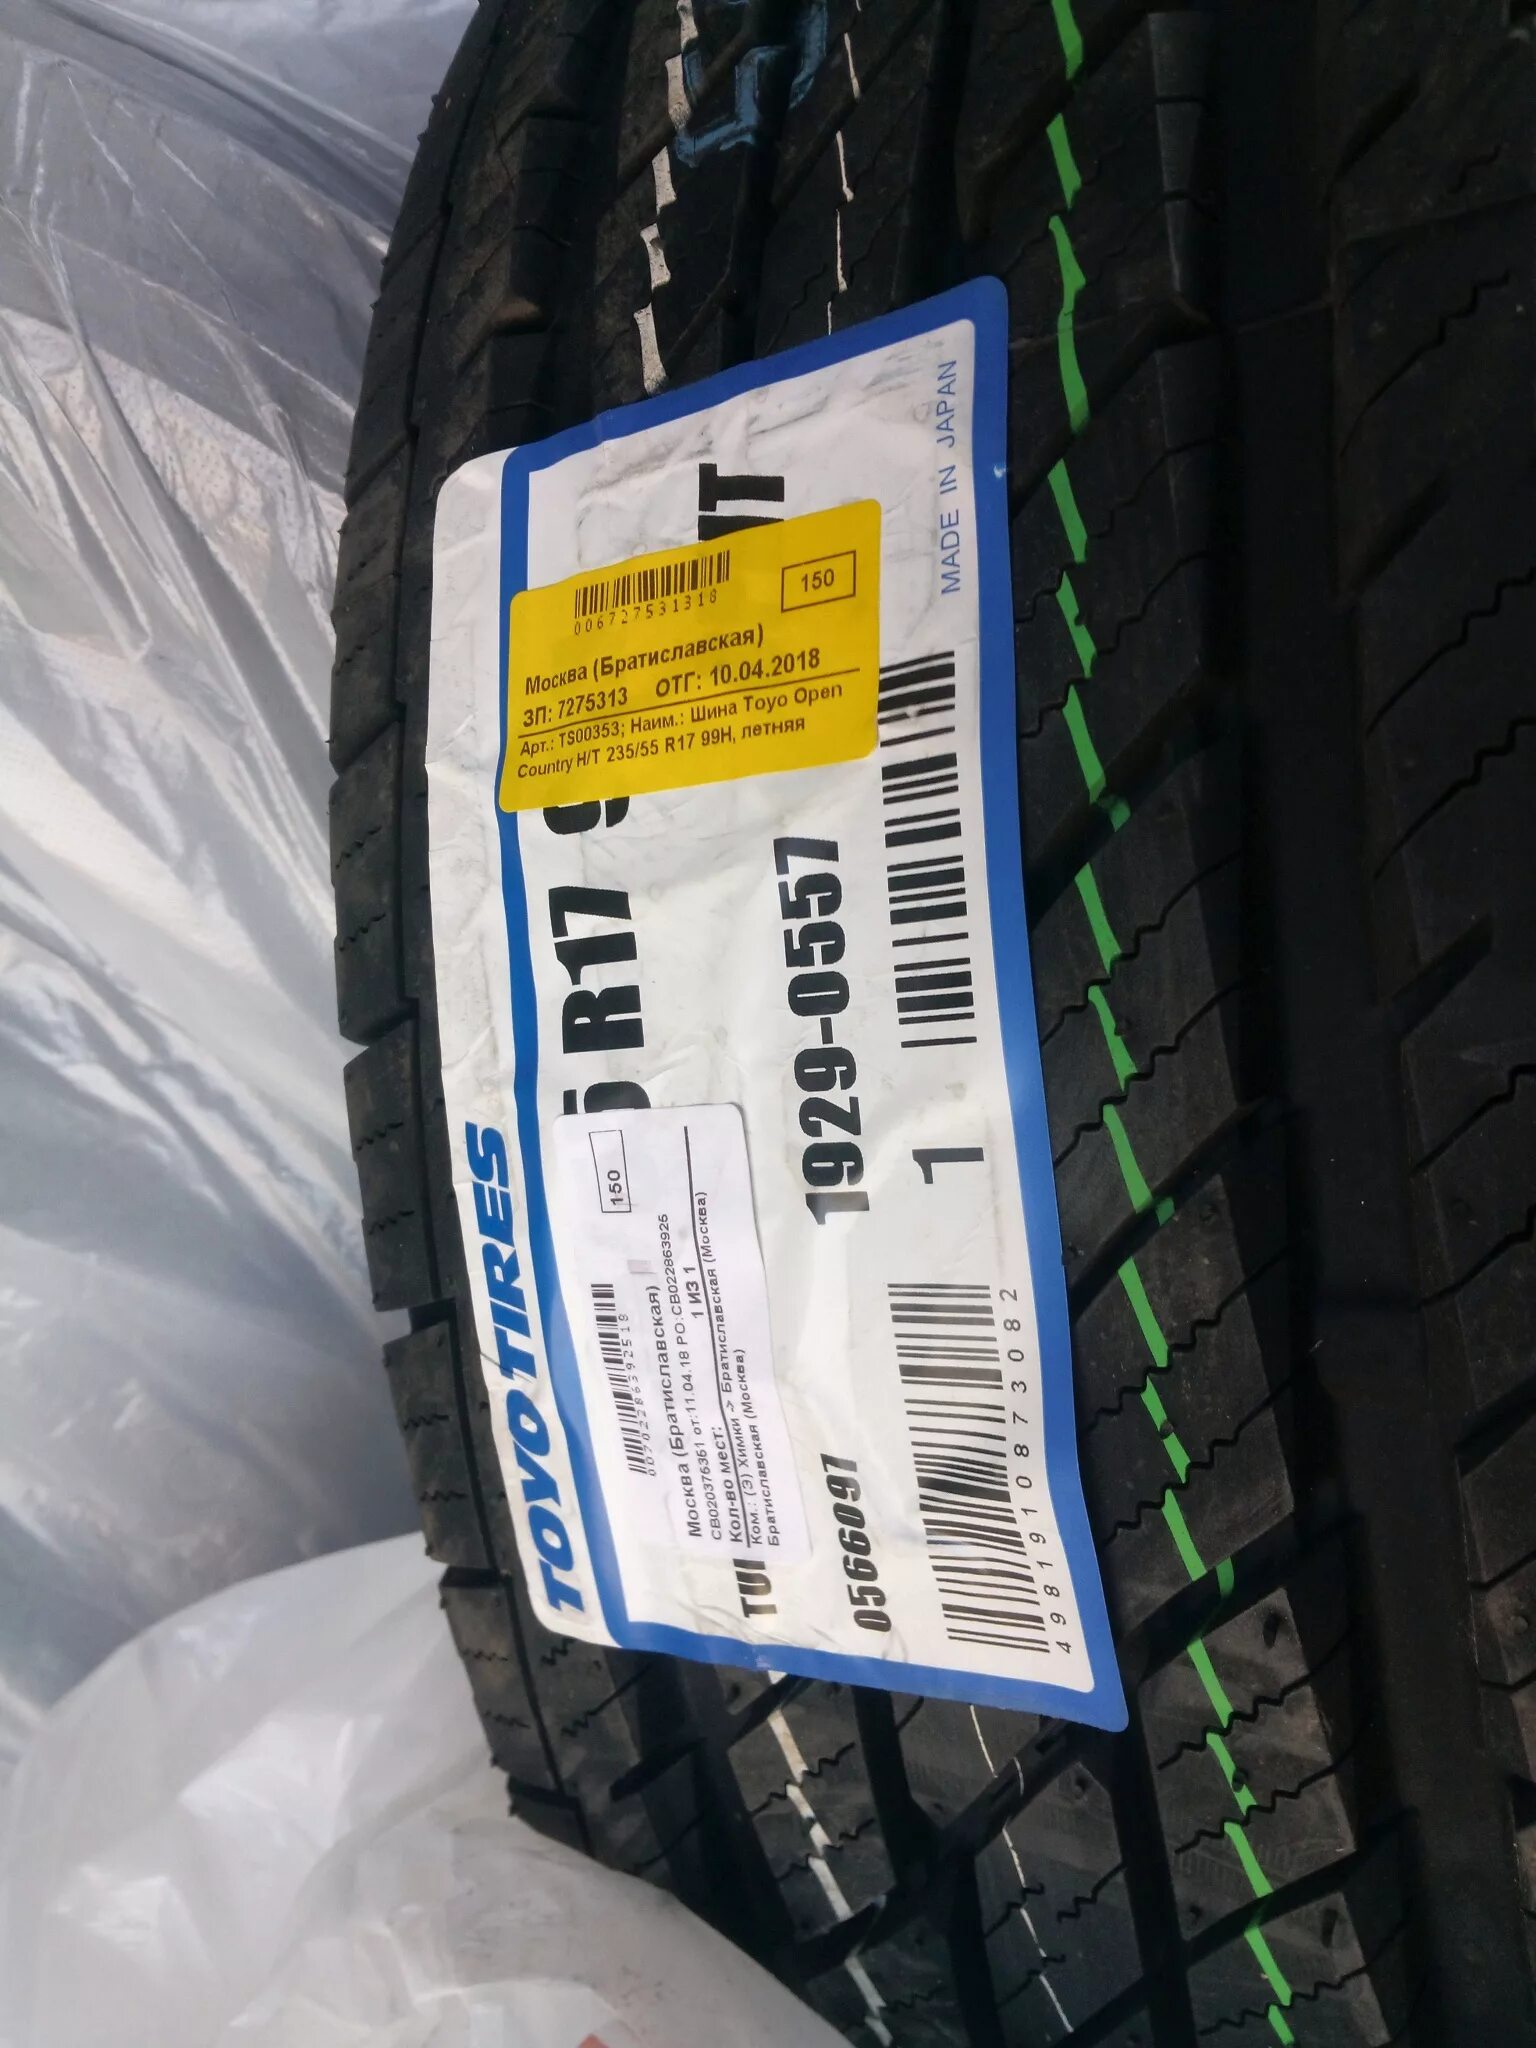 TOYO TIRES
R17
1929-0557
0566097
1
4981910873082
MADE IN JAPAN
006727531318
150
Москва (Братиславская)
ЗП: 7275313 ОТГ: 10.04.2018
Арт.: TS00353; Наим.: Шина Toyo Open
Country H/T 235/55 R17 99H, летняя
150
Москва (Братиславская)
СВ020376361 от:11.04.18 РО:СВ022863926
Кол-во мест: 1 ИЗ 1
Ком.: (Э) Химки -> Братиславская (Москва)
Братиславская (Москва)